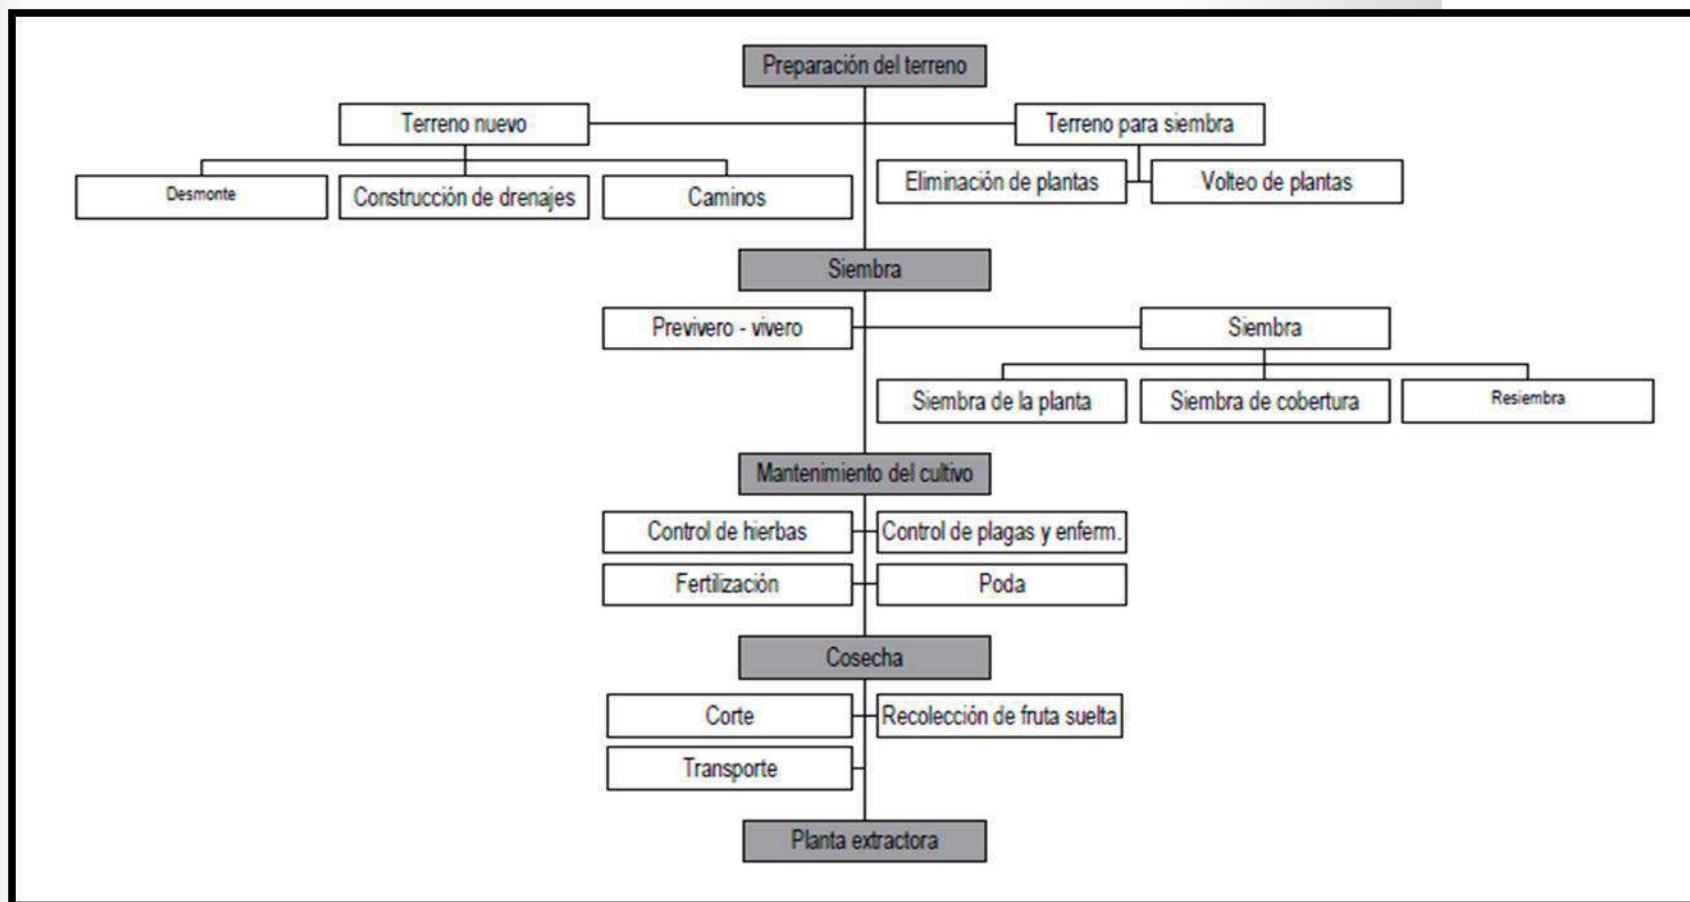 Preparación del terreno
Terreno nuevo
Terreno para siembra
Desmonte
Construcción de drenajes
Caminos
Eliminación de plantas
Volteo de plantas
Siembra
Previvero - vivero
Siembra
Siembra de la planta
Siembra de cobertura
Resiembra
Mantenimiento del cultivo
Control de hierbas
Control de plagas y enferm.
Fertilización
Poda
Cosecha
Corte
Recolección de fruta suelta
Transporte
Planta extractora